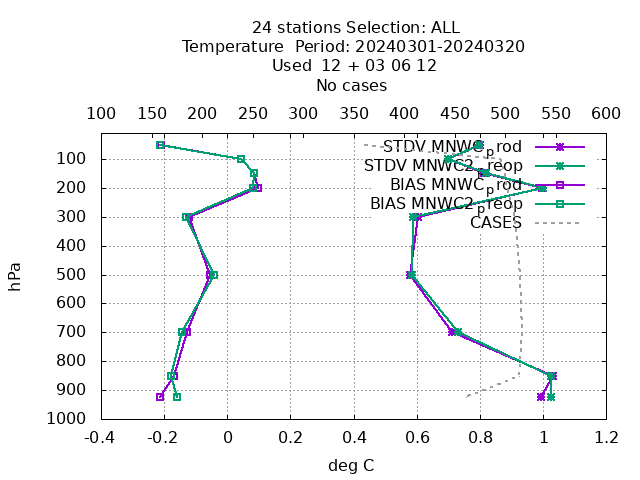 24 stations Selection: ALL
Temperature  Period: 20240301-20240320
Used  12 + 03 06 12
No cases
100 150 200 250 300 350 400 450 500 550 600
STDV MNWC_prod
100
STDV MNWC2_preop
200
BIAS MNWC_prod
BIAS MNWC2_preop
300
CASES
400
hPa
500
600
700
800
900
1000
-0.4 -0.2 0 0.2 0.4 0.6 0.8 1 1.2
deg C